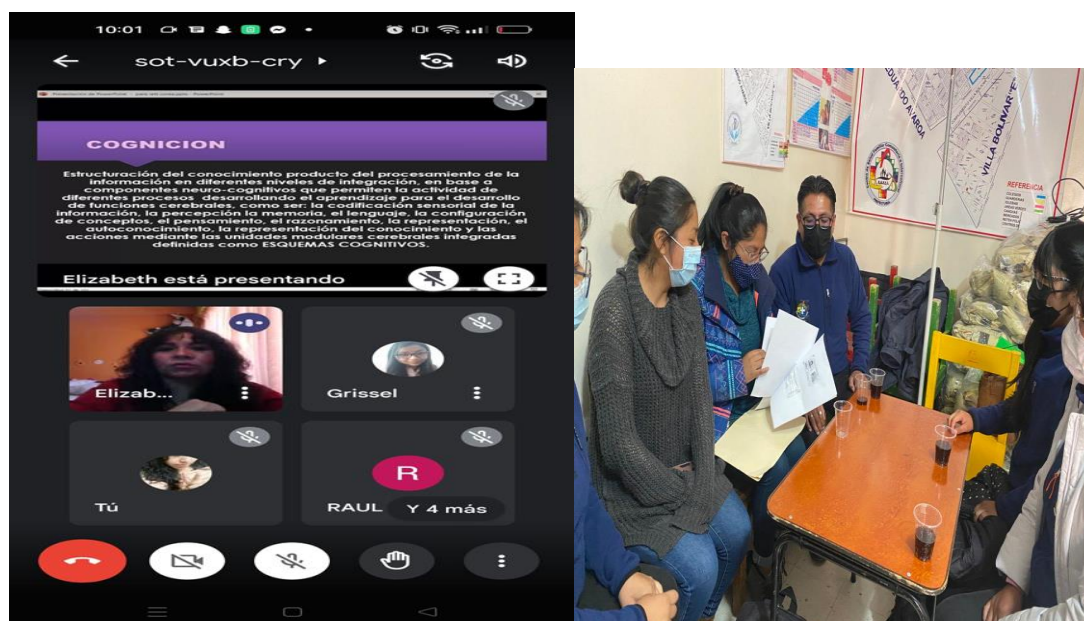 10:01
sot-vuxb-cry
COGNICION
Estructuración del conocimiento producto del procesamiento de la
información en diferentes niveles de integración, en base a
componentes neuro-cognitivos que permiten la actividad de
diferentes procesos desarrollando el aprendizaje para el desarrollo
de funciones cerebrales, como ser: la codificación sensorial de la
información, la percepción la memoria, el lenguaje, la configuración
de conceptos, el pensamiento, el razonamiento, la representación, el
autoconocimiento, la representación del conocimiento y las
acciones mediante las unidades modulares cerebrales integradas
definidas como ESQUEMAS COGNITIVOS.
Elizabeth está presentando
Elizab...
Grissel
Tú
R
RAUL
Y 4 más
VILLA BOLIVAR "E"
REFERENCIA